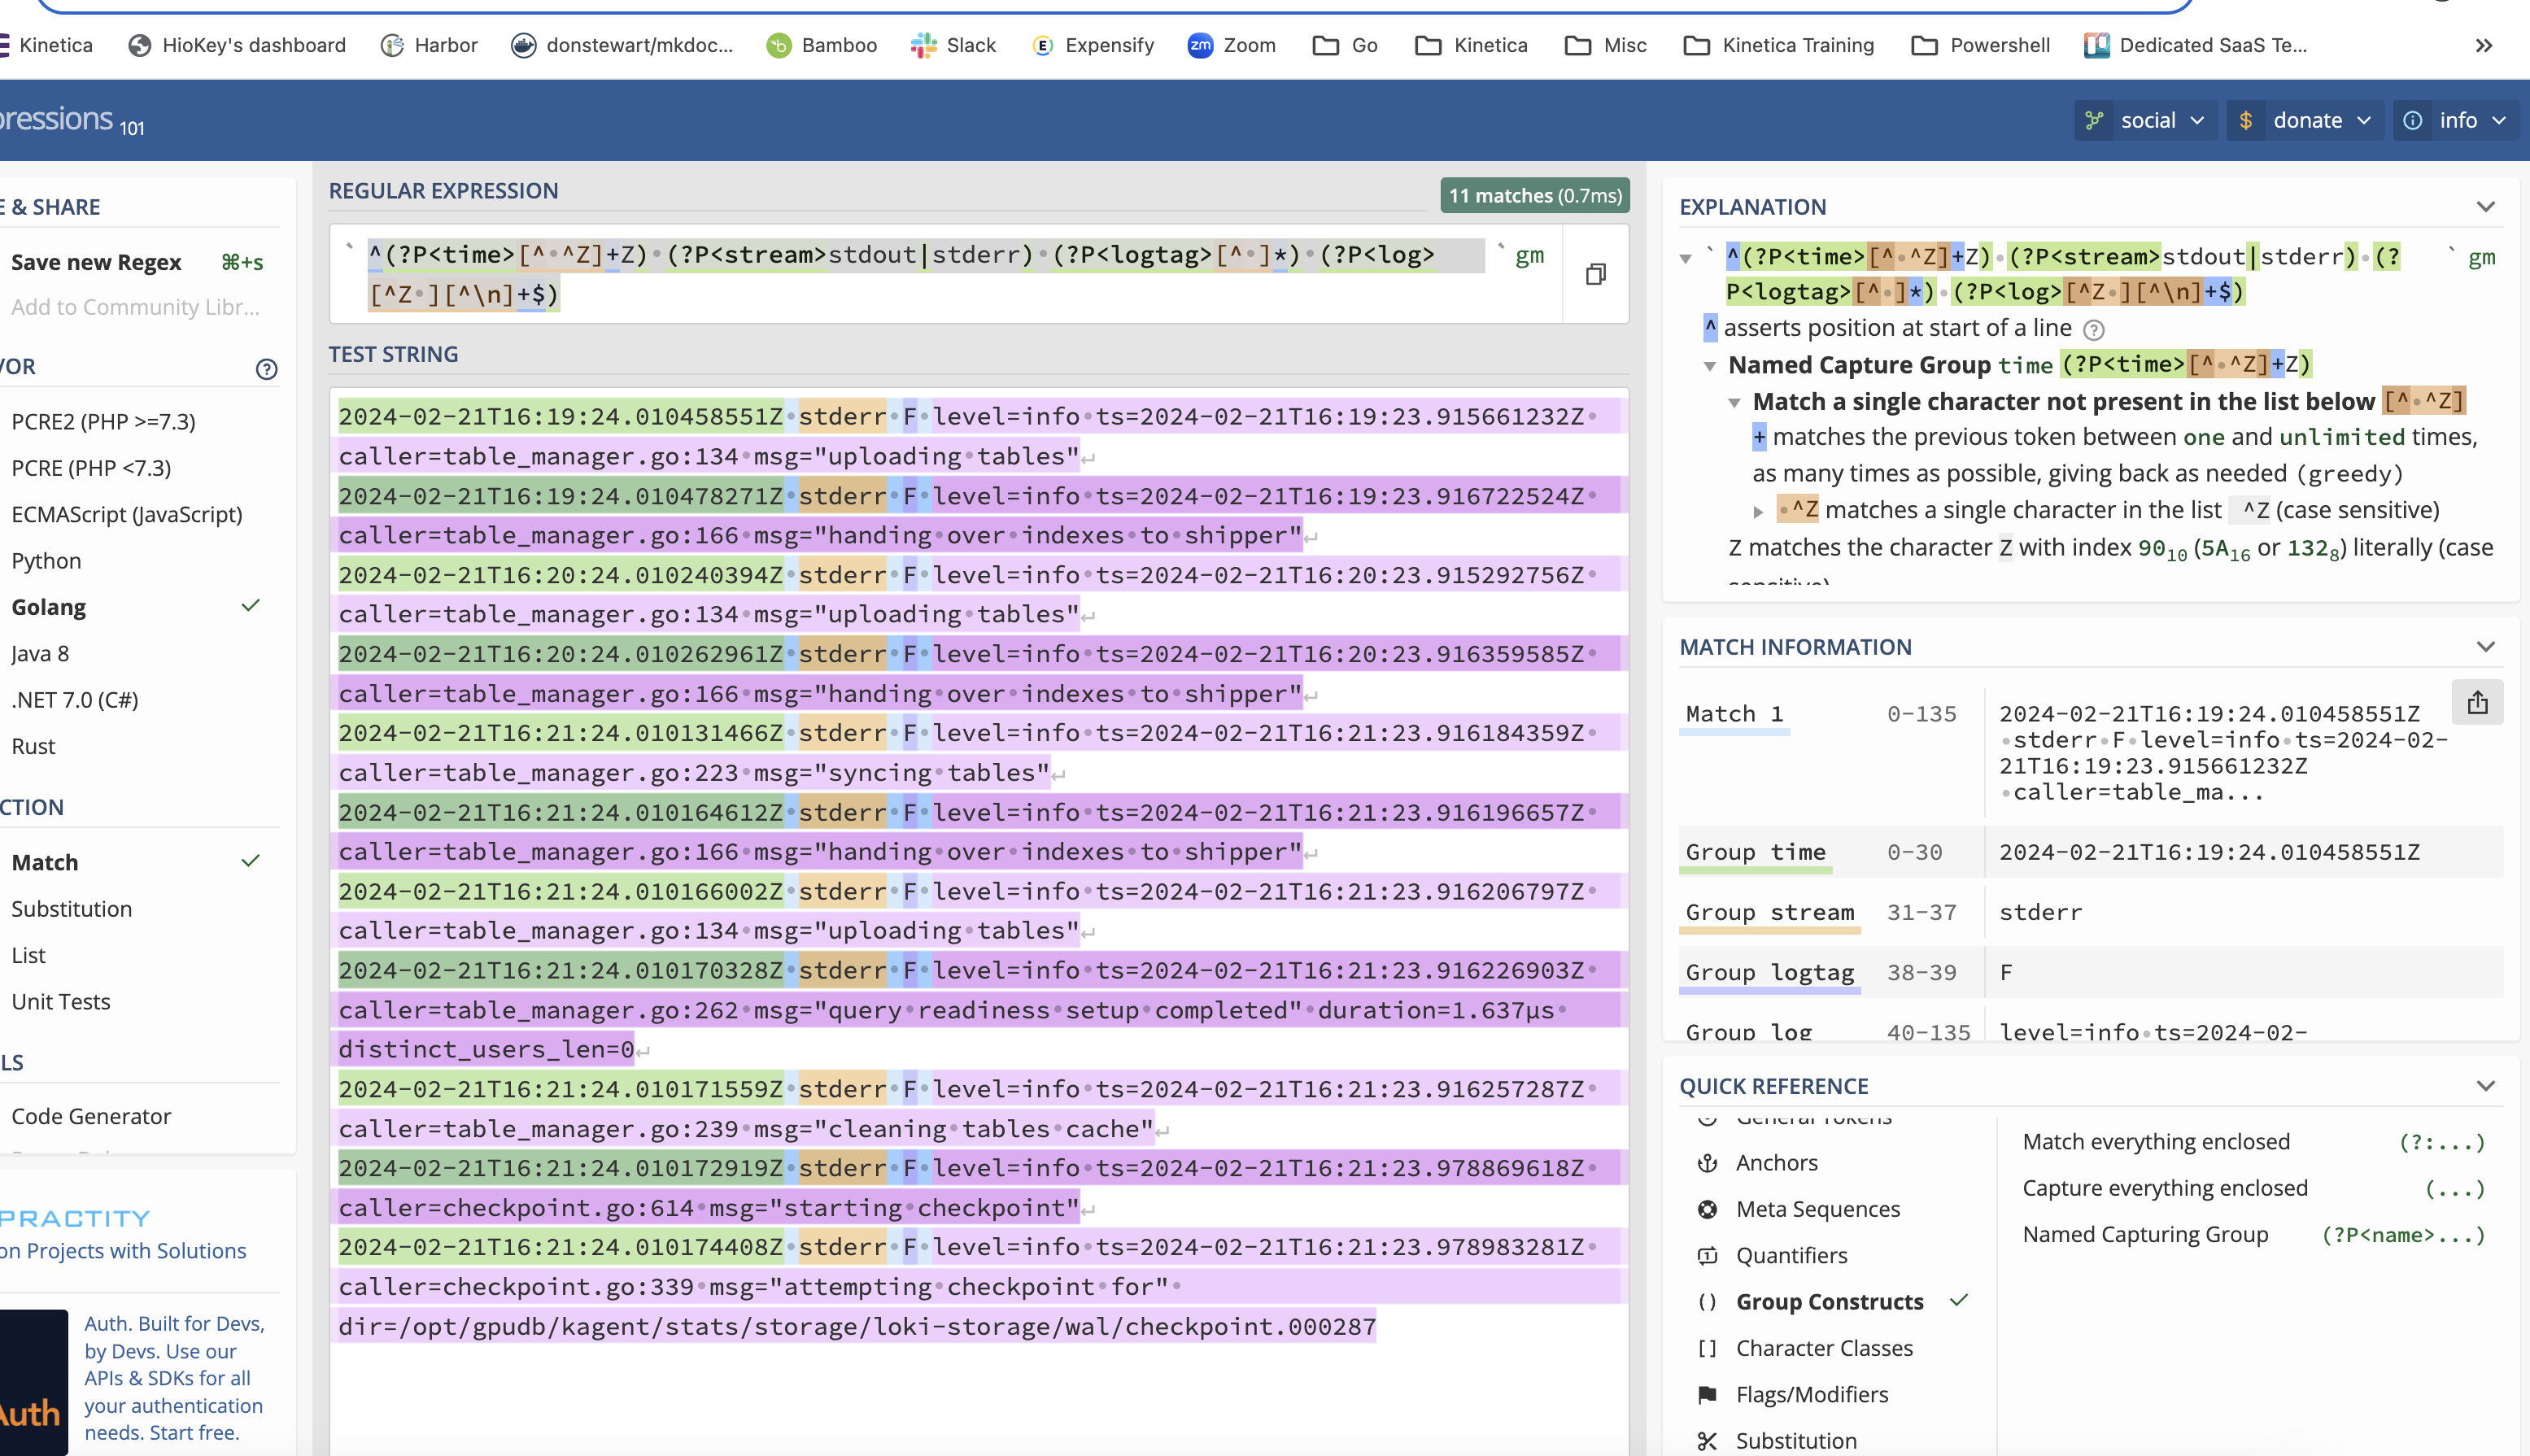 Kinetica HioKey's dashboard Harbor donstewart/mkdoc... Bamboo Slack Expensify Zoom Go Kinetica Misc Kinetica Training Powershell Dedicated SaaS Te... »
pressions 101 social donate info
E & SHARE
Save new Regex ⌘+s
Add to Community Libr...
VOR
PCRE2 (PHP >=7.3)
PCRE (PHP <7.3)
ECMAScript (JavaScript)
Python
Golang
Java 8
.NET 7.0 (C#)
Rust
CTION
Match
Substitution
List
Unit Tests
LS
Code Generator
PRACTITY
on Projects with Solutions
Auth
Auth. Built for Devs,
by Devs. Use our
APIs & SDKs for all
your authentication
needs. Start free.
REGULAR EXPRESSION 11 matches (0.7ms)
` ^(?P<time>[^ ^Z]+Z) (?P<stream>stdout|stderr) (?P<logtag>[^ ]*) (?P<log> ` gm
[^Z ][^\n]+$)
TEST STRING
2024-02-21T16:19:24.010458551Z stderr F level=info ts=2024-02-21T16:19:23.915661232Z
caller=table_manager.go:134 msg="uploading tables"
2024-02-21T16:19:24.010478271Z stderr F level=info ts=2024-02-21T16:19:23.916722524Z
caller=table_manager.go:166 msg="handing over indexes to shipper"
2024-02-21T16:20:24.010240394Z stderr F level=info ts=2024-02-21T16:20:23.915292756Z
caller=table_manager.go:134 msg="uploading tables"
2024-02-21T16:20:24.010262961Z stderr F level=info ts=2024-02-21T16:20:23.916359585Z
caller=table_manager.go:166 msg="handing over indexes to shipper"
2024-02-21T16:21:24.010131466Z stderr F level=info ts=2024-02-21T16:21:23.916184359Z
caller=table_manager.go:223 msg="syncing tables"
2024-02-21T16:21:24.010164612Z stderr F level=info ts=2024-02-21T16:21:23.916196657Z
caller=table_manager.go:166 msg="handing over indexes to shipper"
2024-02-21T16:21:24.010166002Z stderr F level=info ts=2024-02-21T16:21:23.916206797Z
caller=table_manager.go:134 msg="uploading tables"
2024-02-21T16:21:24.010170328Z stderr F level=info ts=2024-02-21T16:21:23.916226903Z
caller=table_manager.go:262 msg="query readiness setup completed" duration=1.637µs
distinct_users_len=0
2024-02-21T16:21:24.010171559Z stderr F level=info ts=2024-02-21T16:21:23.916257287Z
caller=table_manager.go:239 msg="cleaning tables cache"
2024-02-21T16:21:24.010172919Z stderr F level=info ts=2024-02-21T16:21:23.978869618Z
caller=checkpoint.go:614 msg="starting checkpoint"
2024-02-21T16:21:24.010174408Z stderr F level=info ts=2024-02-21T16:21:23.978983281Z
caller=checkpoint.go:339 msg="attempting checkpoint for"
dir=/opt/gpudb/kagent/stats/storage/loki-storage/wal/checkpoint.000287
EXPLANATION
` ^(?P<time>[^ ^Z]+Z) (?P<stream>stdout|stderr) (? ` gm
P<logtag>[^ ]*) (?P<log>[^Z ][^\n]+$)
^ asserts position at start of a line
Named Capture Group time (?P<time>[^ ^Z]+Z)
Match a single character not present in the list below [^ ^Z]
+ matches the previous token between one and unlimited times,
as many times as possible, giving back as needed (greedy)
^Z matches a single character in the list ^Z (case sensitive)
Z matches the character Z with index 90₁₀ (5A₁₆ or 132₈) literally (case
sensitive)
MATCH INFORMATION
Match 1 0-135 2024-02-21T16:19:24.010458551Z
stderr F level=info ts=2024-02-
21T16:19:23.915661232Z
caller=table_ma...
Group time 0-30 2024-02-21T16:19:24.010458551Z
Group stream 31-37 stderr
Group logtag 38-39 F
Group log 40-135 level=info ts=2024-02-
QUICK REFERENCE
General Tokens
Anchors
Meta Sequences
Quantifiers
Group Constructs
Character Classes
Flags/Modifiers
Substitution
Match everything enclosed (?:...)
Capture everything enclosed (...)
Named Capturing Group (?P<name>...)